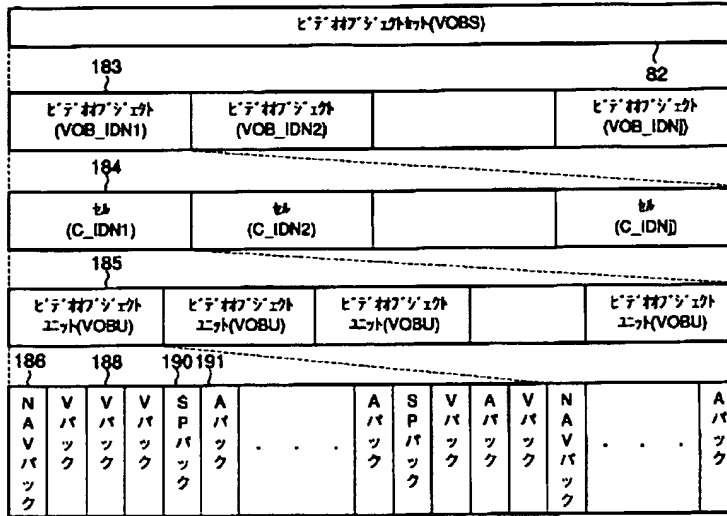 ビデオオブジェクトセット(VOBS)
183
82
ビデオオブジェクト
(VOB_IDN1)
ビデオオブジェクト
(VOB_IDN2)
ビデオオブジェクト
(VOB_IDNj)
184
セル
(C_IDN1)
セル
(C_IDN2)
セル
(C_IDNj)
185
ビデオオブジェクト
ユニット(VOBU)
ビデオオブジェクト
ユニット(VOBU)
ビデオオブジェクト
ユニット(VOBU)
ビデオオブジェクト
ユニット(VOBU)
186
188
190
191
NAVパック
Vパック
Vパック
Vパック
SPパック
Aパック
. . .
Aパック
SPパック
Vパック
Aパック
Vパック
NAVパック
. . .
Aパック